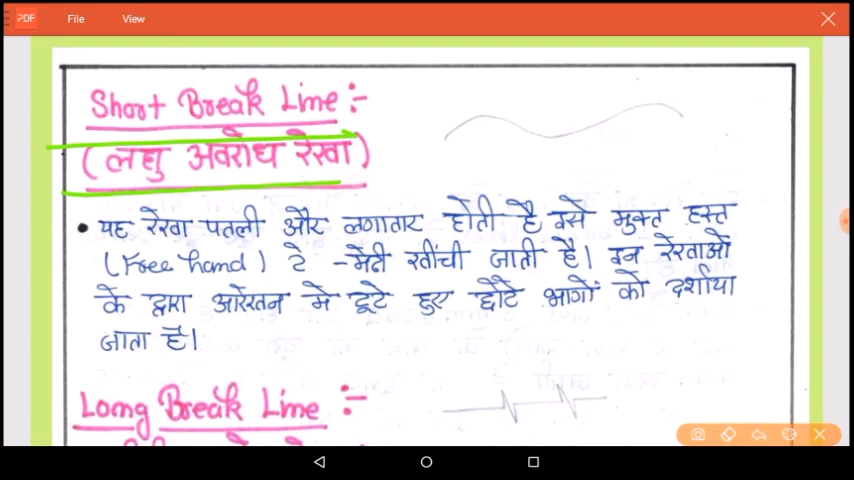 PDF File View
Short Break Line :-
(लघु अवरोध रेखा)
• यह रेखा पतली और लगातार होती है इसे मुक्त हस्त
(Free hand) टे -मेढी खींची जाती है। इन रेखाओं
के द्वारा आरेखन मे टूटे हुए छोटे भागों को दर्शाया
जाता है।
Long Break Line :-